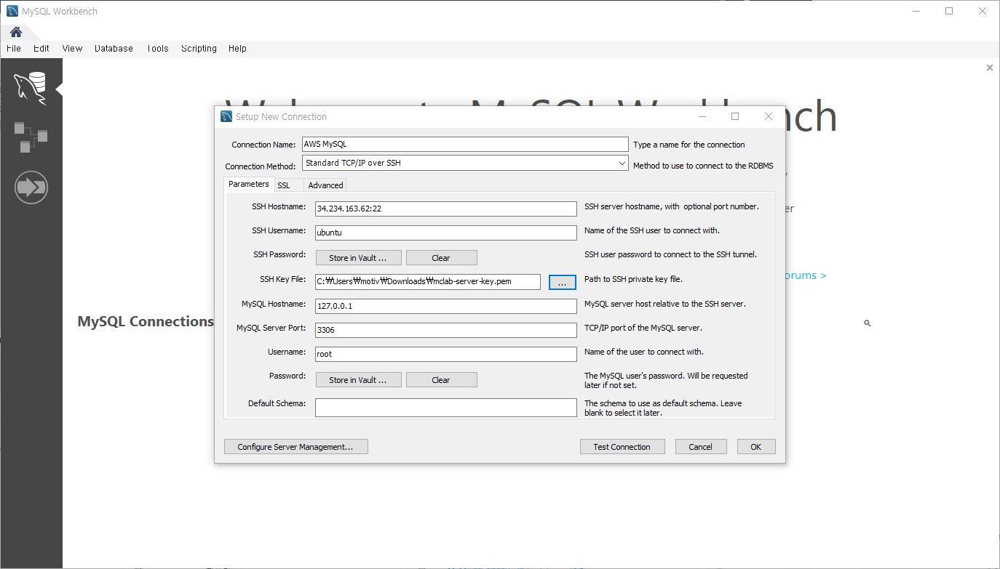 MySQL Workbench
File Edit View Database Tools Scripting Help
Setup New Connection
Connection Name: AWS MySQL Type a name for the connection
Connection Method: Standard TCP/IP over SSH Method to use to connect to the RDBMS
Parameters SSL Advanced
SSH Hostname: 34.234.163.62:22 SSH server hostname, with optional port number.
SSH Username: ubuntu Name of the SSH user to connect with.
SSH Password: Store in Vault ... Clear SSH user password to connect to the SSH tunnel.
SSH Key File: C:₩Users₩motiv₩Downloads₩mclab-server-key.pem ... Path to SSH private key file.
orums >
MySQL Hostname: 127.0.0.1 MySQL server host relative to the SSH server.
MySQL Connections
MySQL Server Port: 3306 TCP/IP port of the MySQL server.
Username: root Name of the user to connect with.
Password: Store in Vault ... Clear The MySQL user's password. Will be requested
later if not set.
Default Schema: The schema to use as default schema. Leave
blank to select it later.
Configure Server Management... Test Connection Cancel OK